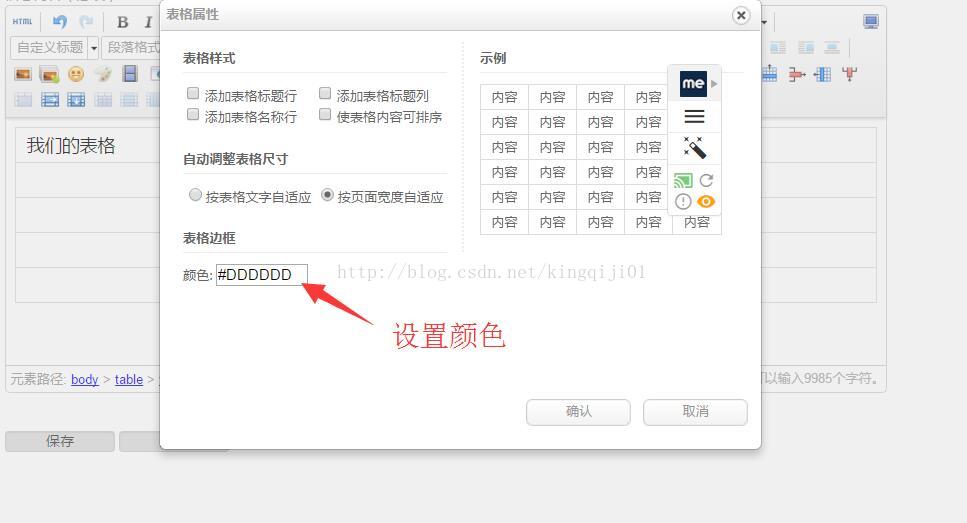 表格属性
HTML
B I
自定义标题
段落格式
表格样式
添加表格标题行
添加表格标题列
添加表格名称行
使表格内容可排序
自动调整表格尺寸
按表格文字自适应
按页面宽度自适应
表格边框
颜色: #DDDDDD
http://blog.csdn.net/kingqiji01
设置颜色
示例
内容 内容 内容 内容
内容 内容 内容 内容
内容 内容 内容 内容
内容 内容 内容 内容
内容 内容 内容 内容
内容 内容 内容 内容 内容
me
确认
取消
我们的表格
元素路径: body > table >
以输入9985个字符。
保存